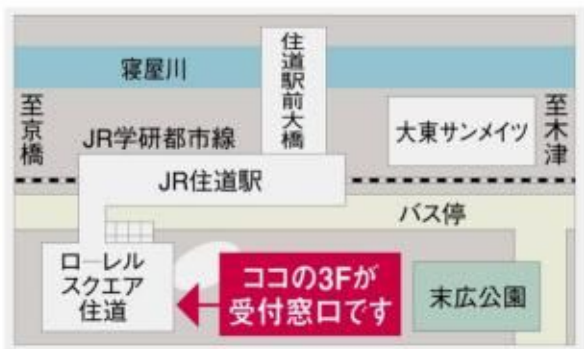 住道駅前大橋
寝屋川
至京橋
JR学研都市線
大東サンメイツ
至木津
JR住道駅
バス停
ローレル
スクエア
住道
ココの3Fが
受付窓口です
末広公園